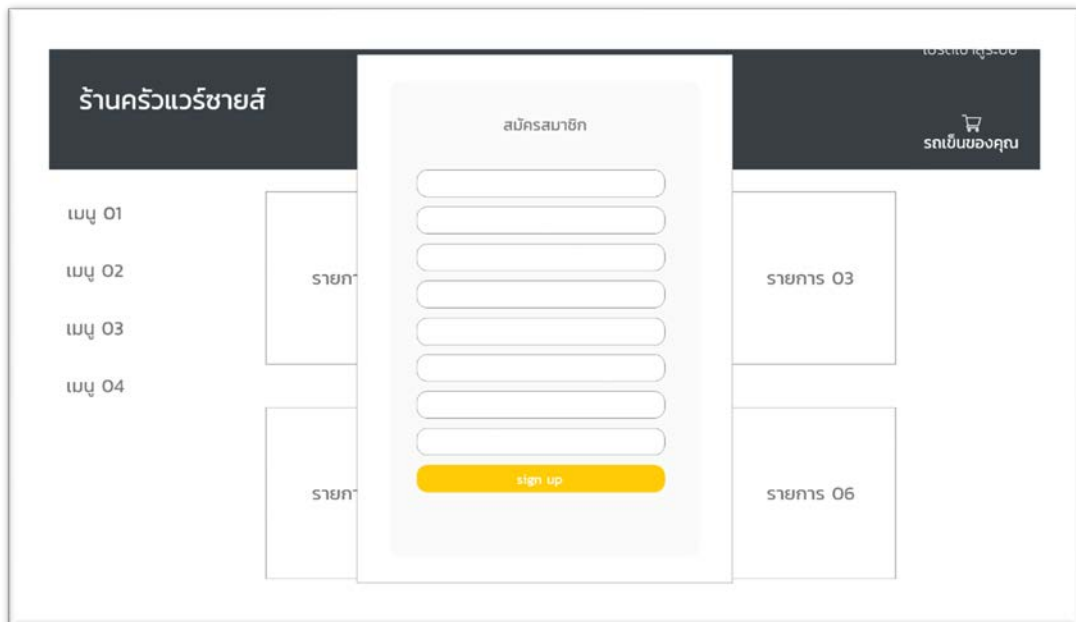 ร้านครัวแวร์ซายส์
สมัครสมาชิก
รถเข็นของคุณ
เมนู 01
เมนู 02
เมนู 03
เมนู 04
รายการ 03
sign up
รายการ 06